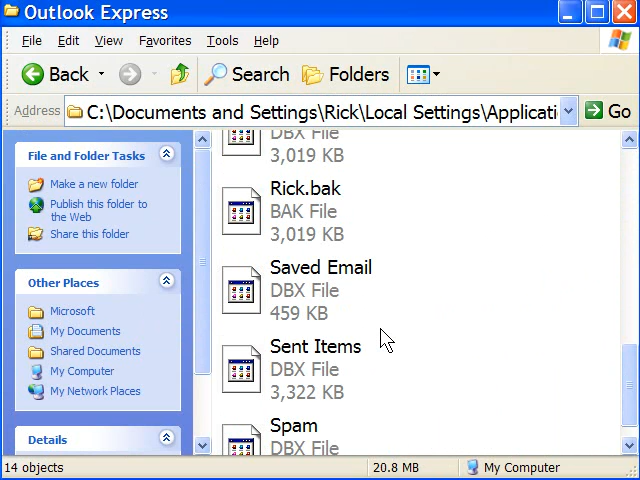 Outlook Express
File Edit View Favorites Tools Help
Back Search Folders
Address C:\Documents and Settings\Rick\Local Settings\Applicati Go
File and Folder Tasks
Make a new folder
Publish this folder to
the Web
Share this folder
Other Places
Microsoft
My Documents
Shared Documents
My Computer
My Network Places
Details
DBX File
3,019 KB
Rick.bak
BAK File
3,019 KB
Saved Email
DBX File
459 KB
Sent Items
DBX File
3,322 KB
Spam
DBX File
14 objects 20.8 MB My Computer